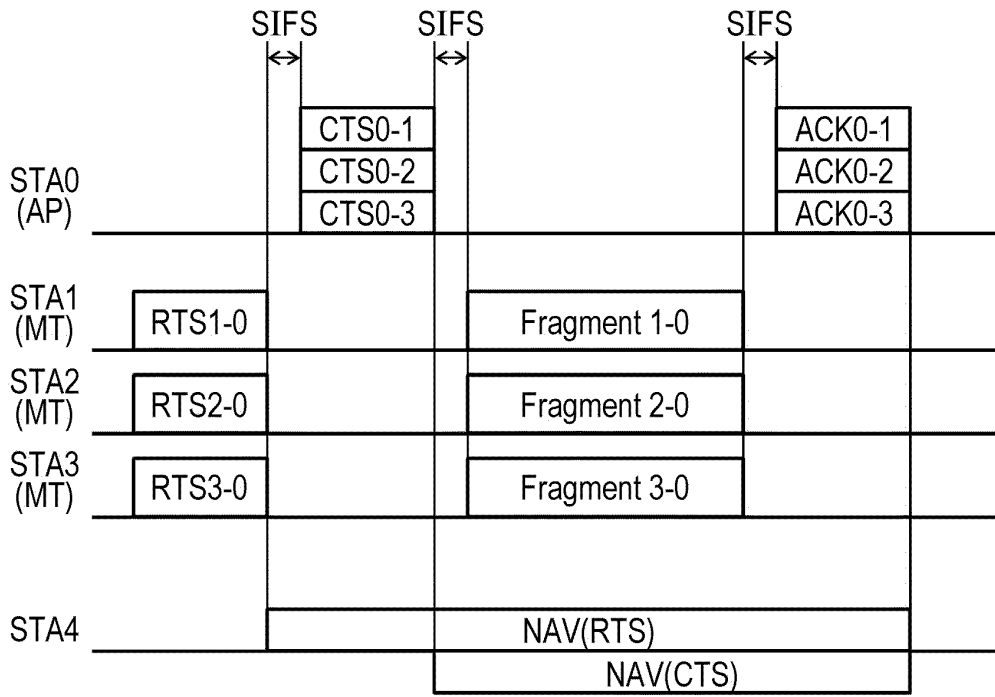 SIFS SIFS SIFS
CTS0-1 ACK0-1
CTS0-2 ACK0-2
CTS0-3 ACK0-3
STA0
(AP)
STA1
(MT)
RTS1-0 Fragment 1-0
STA2
(MT)
RTS2-0 Fragment 2-0
STA3
(MT)
RTS3-0 Fragment 3-0
STA4 NAV(RTS)
NAV(CTS)